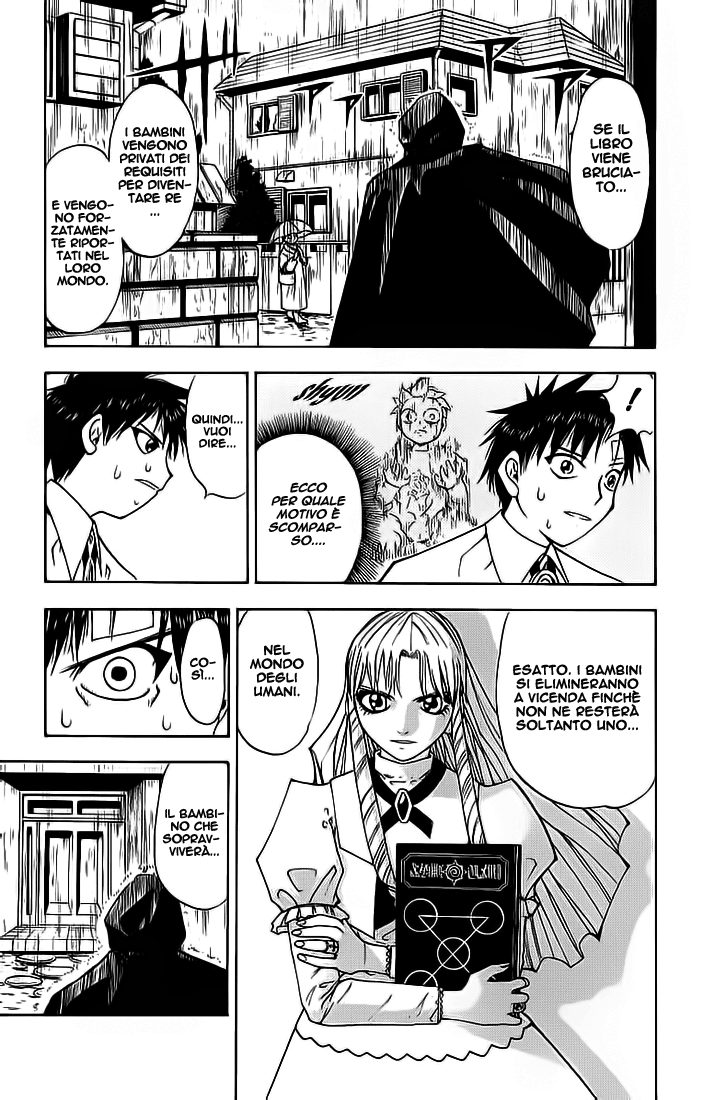 SE IL
LIBRO
VIENE
BRUCIA-
TO...
I BAMBINI
VENGONO
PRIVATI DEI
REQUISITI
PER DIVEN-
TARE RE
...
E VENGO-
NO FOR-
ZATAMEN-
TE RIPOR-
TATI NEL
LORO
MONDO.
!
shyuu
ECCO
PER QUALE
MOTIVO È
SCOMPAR-
SO....
QUINDI...
VUOI
DIRE...
ESATTO. I BAMBINI
SI ELIMINERANNO
A VICENDA FINCHÈ
NON NE RESTERÀ
SOLTANTO UNO...
NEL
MONDO
DEGLI
UMANI.
CO-
SÌ...
IL BAMBI-
NO CHE
SOPRAV-
VIVERÀ...